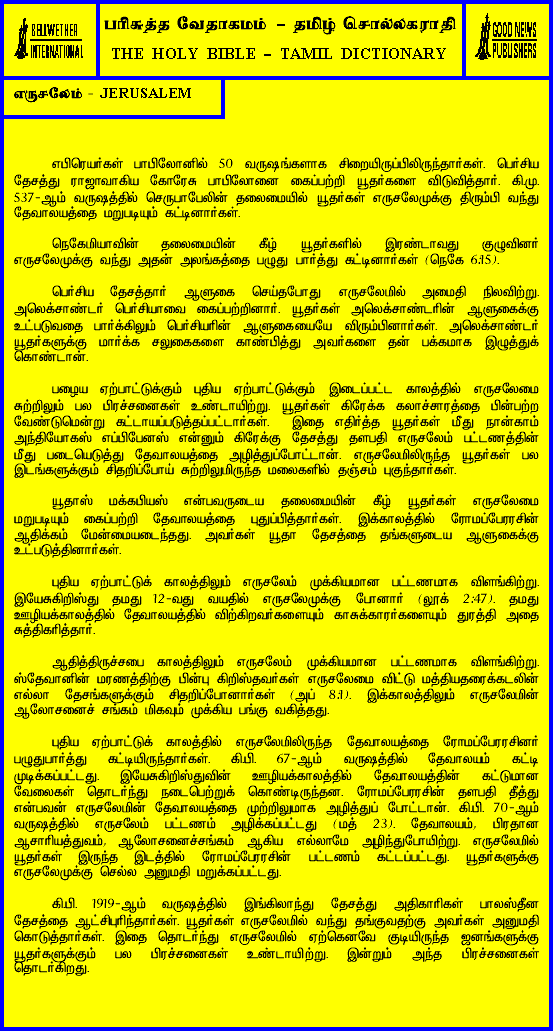 BELLWETHER
INTERNATIONAL
பரிசுத்த வேதாகமம் – தமிழ் சொல்லகராதி
THE HOLY BIBLE – TAMIL DICTIONARY
GOOD NEWS
PUBLISHERS
எருசலேம் - JERUSALEM
எபிரெயர்கள் பாபிலோனில் 50 வருஷங்களாக சிறையிருப்பிலிருந்தார்கள். பெர்சிய
தேசத்து ராஜாவாகிய கோரேசு பாபிலோனை கைப்பற்றி யூதர்களை விடுவித்தார். கி.மு.
537-ஆம் வருஷத்தில் செருபாபேலின் தலைமையில் யூதர்கள் எருசலேமுக்கு திரும்பி வந்து
தேவாலயத்தை மறுபடியும் கட்டினார்கள்.
நெகேமியாவின் தலைமையின் கீழ் யூதர்களில் இரண்டாவது குழுவினர்
எருசலேமுக்கு வந்து அதன் அலங்கத்தை பழுது பார்த்து கட்டினார்கள் (நெகே 6:15).
பெர்சிய தேசத்தார் ஆளுகை செய்தபோது எருசலேமில் அமைதி நிலவிற்று.
அலெக்சாண்டர் பெர்சியாவை கைப்பற்றினார். யூதர்கள் அலெக்சாண்டரின் ஆளுகைக்கு
உட்படுவதை பார்க்கிலும் பெர்சியரின் ஆளுகையையே விரும்பினார்கள். அலெக்சாண்டர்
யூதர்களுக்கு மார்க்க சலுகைகளை காண்பித்து அவர்களை தன் பக்கமாக இழுத்துக்
கொண்டான்.
பழைய ஏற்பாட்டுக்கும் புதிய ஏற்பாட்டுக்கும் இடைப்பட்ட காலத்தில் எருசலேமை
சுற்றிலும் பல பிரச்சனைகள் உண்டாயிற்று. யூதர்கள் கிரேக்க கலாச்சாரத்தை பின்பற்ற
வேண்டுமென்று கட்டாயப்படுத்தப்பட்டார்கள். இதை எதிர்த்த யூதர்கள் மீது நான்காம்
அந்தியோகஸ் எப்பிபேனஸ் என்னும் கிரேக்கு தேசத்து தளபதி எருசலேம் பட்டணத்தின்
மீது படையெடுத்து தேவாலயத்தை அழித்துப்போட்டான். எருசலேமிலிருந்த யூதர்கள் பல
இடங்களுக்கும் சிதறிப்போய் சுற்றிலுமிருந்த மலைகளில் தஞ்சம் புகுந்தார்கள்.
யூதாஸ் மக்கபியஸ் என்பவருடைய தலைமையின் கீழ் யூதர்கள் எருசலேமை
மறுபடியும் கைப்பற்றி தேவாலயத்தை புதுப்பித்தார்கள். இக்காலத்தில் ரோமப்பேரரசின்
ஆதிக்கம் மேன்மையடைந்தது. அவர்கள் யூதா தேசத்தை தங்களுடைய ஆளுகைக்கு
உட்படுத்தினார்கள்.
புதிய ஏற்பாட்டுக் காலத்திலும் எருசலேம் முக்கியமான பட்டணமாக விளங்கிற்று.
இயேசுகிறிஸ்து தமது 12-வது வயதில் எருசலேமுக்கு போனார் (லூக் 2:47). தமது
ஊழியக்காலத்தில் தேவாலயத்தில் விற்கிறவர்களையும் காசுக்காரர்களையும் துரத்தி அதை
சுத்திகரித்தார்.
ஆதித்திருச்சபை காலத்திலும் எருசலேம் முக்கியமான பட்டணமாக விளங்கிற்று.
ஸ்தேவானின் மரணத்திற்கு பின்பு கிறிஸ்தவர்கள் எருசலேமை விட்டு மத்தியதரைக்கடலின்
எல்லா தேசங்களுக்கும் சிதறிப்போனார்கள் (அப் 8:1). இக்காலத்திலும் எருசலேமின்
ஆலோசனைச் சங்கம் மிகவும் முக்கிய பங்கு வகித்தது.
புதிய ஏற்பாட்டுக் காலத்தில் எருசலேமிலிருந்த தேவாலயத்தை ரோமப்பேரரசினர்
பழுதுபார்த்து கட்டியிருந்தார்கள். கி.பி. 67-ஆம் வருஷத்தில் தேவாலயம் கட்டி
முடிக்கப்பட்டது. இயேசுகிறிஸ்துவின் ஊழியக்காலத்தில் தேவாலயத்தின் கட்டுமான
வேலைகள் தொடர்ந்து நடைபெற்றுக் கொண்டிருந்தன. ரோமப்பேரரசின் தளபதி தீத்து
என்பவன் எருசலேமின் தேவாலயத்தை முற்றிலுமாக அழித்துப் போட்டான். கி.பி. 70-ஆம்
வருஷத்தில் எருசலேம் பட்டணம் அழிக்கப்பட்டது (மத் 23). தேவாலயம், பிரதான
ஆசாரியத்துவம், ஆலோசனைச்சங்கம் ஆகிய எல்லாமே அழிந்துபோயிற்று. எருசலேமில்
யூதர்கள் இருந்த இடத்தில் ரோமப்பேரரசின் பட்டணம் கட்டப்பட்டது. யூதர்களுக்கு
எருசலேமுக்கு செல்ல அனுமதி மறுக்கப்பட்டது.
கி.பி. 1919-ஆம் வருஷத்தில் இங்கிலாந்து தேசத்து அதிகாரிகள் பாலஸ்தீன
தேசத்தை ஆட்சிபுரிந்தார்கள். யூதர்கள் எருசலேமில் வந்து தங்குவதற்கு அவர்கள் அனுமதி
கொடுத்தார்கள். இதை தொடர்ந்து எருசலேமில் ஏற்கெனவே குடியிருந்த ஜனங்களுக்கு
யூதர்களுக்கும் பல பிரச்சனைகள் உண்டாயிற்று. இன்றும் அந்த பிரச்சனைகள்
தொடர்கிறது.